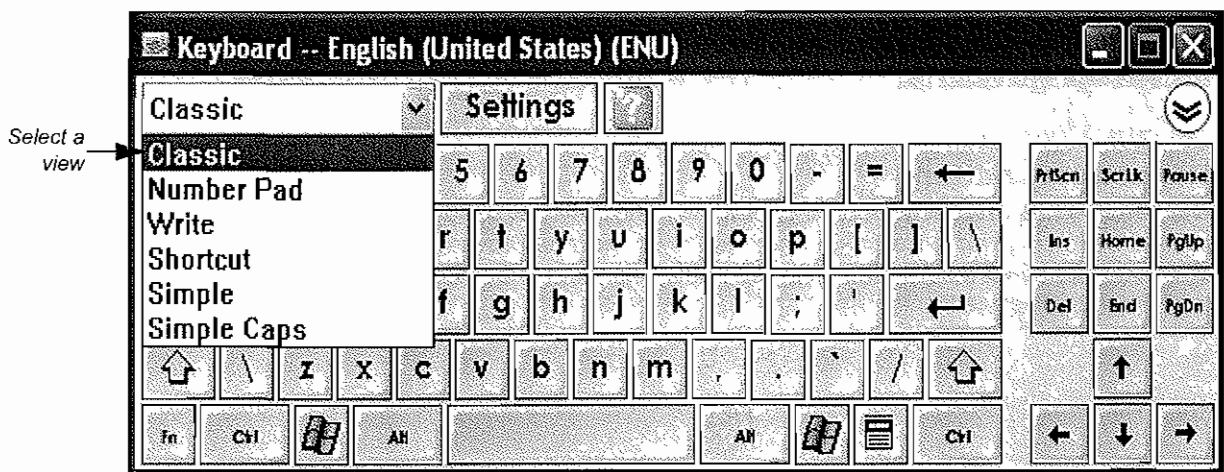 Keyboard -- English (United States) (ENU)
Classic Settings ?
Select a
view
Classic
Number Pad
Write
Shortcut
Simple
Simple Caps
5 6 7 8 9 0 - = ← PrtScn ScrLk Pause
r t y u i o p [ ] \ Ins Home PgUp
f g h j k l ; ' Del End PgDn
\ z x c v b n m , . ` / ↑
Fn Ctrl Alt Alt Ctrl ← ↓ →